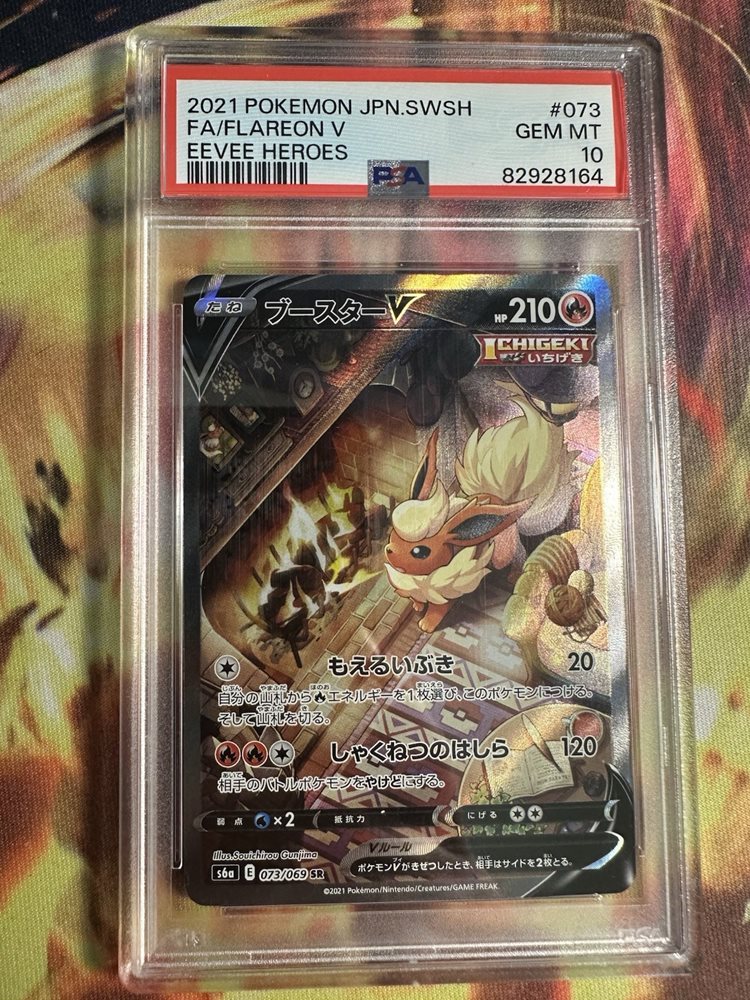 2021 POKEMON JPN.SWSH #073
FA/FLAREON V GEM MT
EEVEE HEROES 10
PSA 82928164
たね ブースターV HP 210
ICHIGEKI
いちげき
もえるいぶき 20
自分の山札からエネルギーを1枚選び、このポケモンにつける。
そして山札を切る。
しゃくねつのはしら 120
相手のバトルポケモンをやけどにする。
弱点 ×2 抵抗力 にげる
Vルール
ポケモンVがきぜつしたとき、相手はサイドを2枚とる。
Illus. Souichirou Gunjima
s6a E 073/069 SR
©2021 Pokémon/Nintendo/Creatures/GAME FREAK.